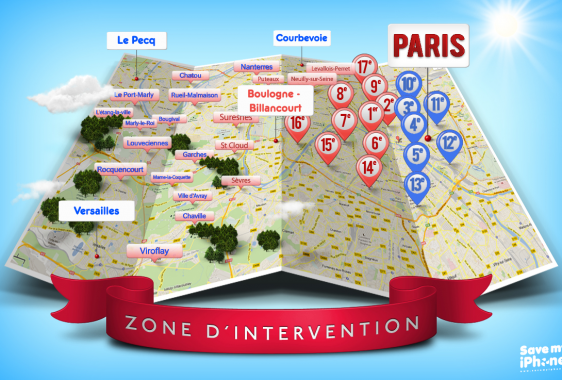 Courbevoie
Le Pecq
PARIS
17e
Nanterres
Levallois-Perret
Chatou
Puteaux
Neuilly-sur-Seine
10e
9e
8e
Le Port-Marly
Rueil-Malmaison
Boulogne -
Billancourt
3e
11e
2e
1er
L'étang-la-ville
Marly-le-Roi
Bougival
Suresnes
16e
7e
4e
Louveciennes
St Cloud
15e
6e
12e
Garches
5e
14e
Rocquencourt
Marne-la-Coquette
Sèvres
13e
Ville d'Avray
Versailles
Chaville
Viroflay
ZONE D'INTERVENTION
Save my
iPhone